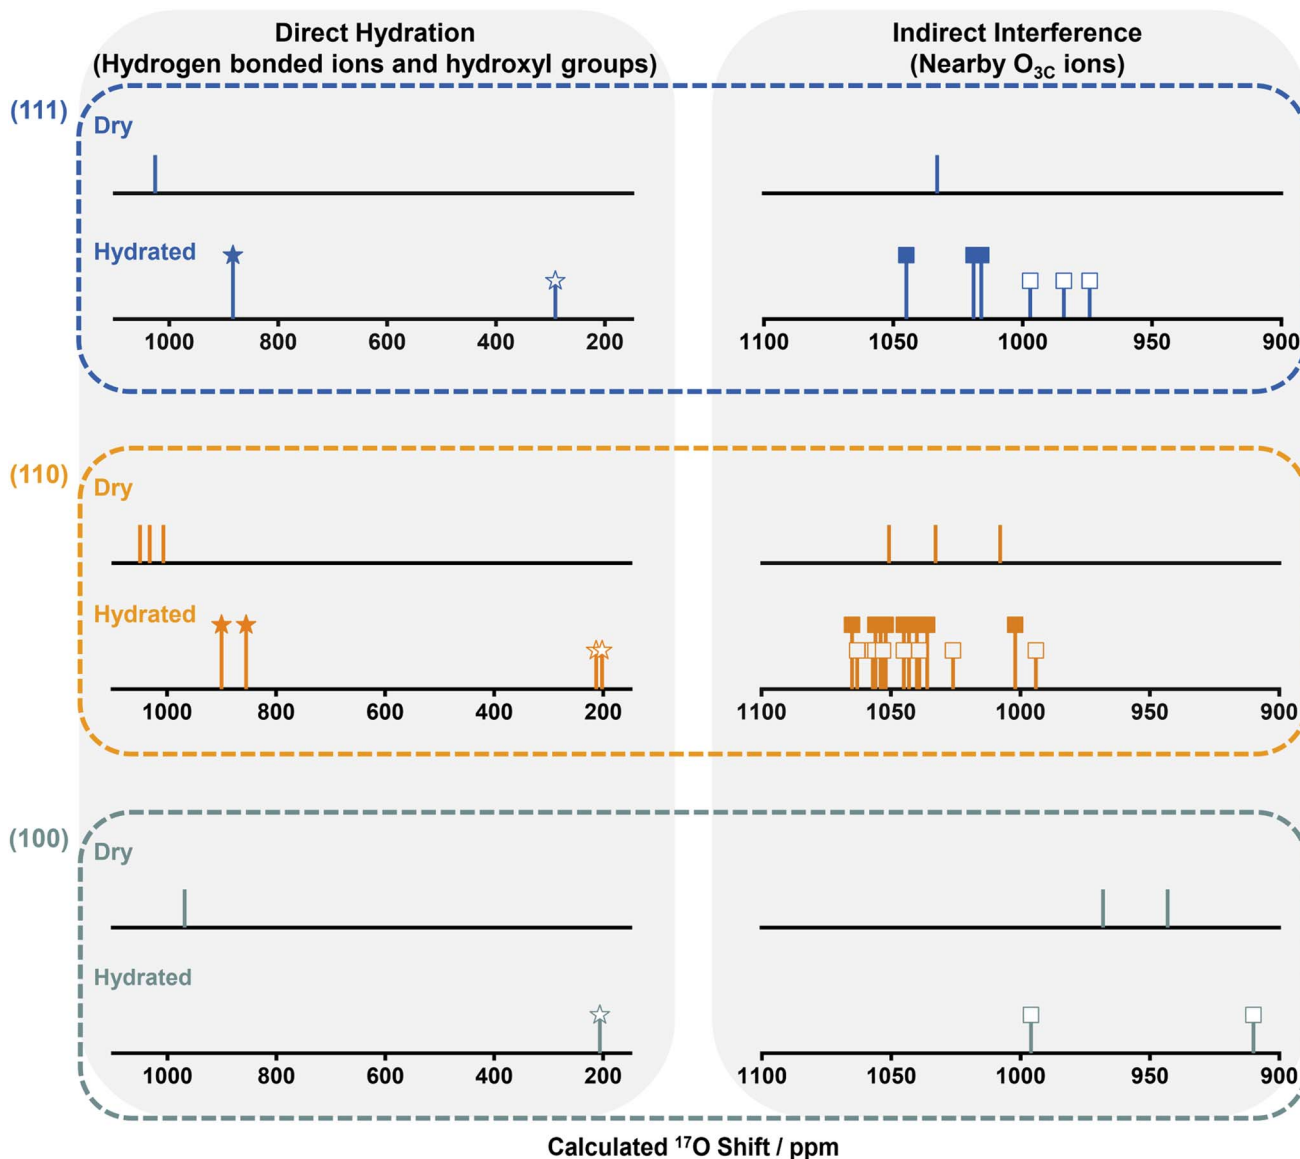 Direct Hydration
(Hydrogen bonded ions and hydroxyl groups)
Indirect Interference
(Nearby O3C ions)
(111)
Dry
Hydrated
1000 800 600 400 200
1100 1050 1000 950 900
(110)
Dry
Hydrated
1000 800 600 400 200
1100 1050 1000 950 900
(100)
Dry
Hydrated
1000 800 600 400 200
1100 1050 1000 950 900
Calculated 17O Shift / ppm